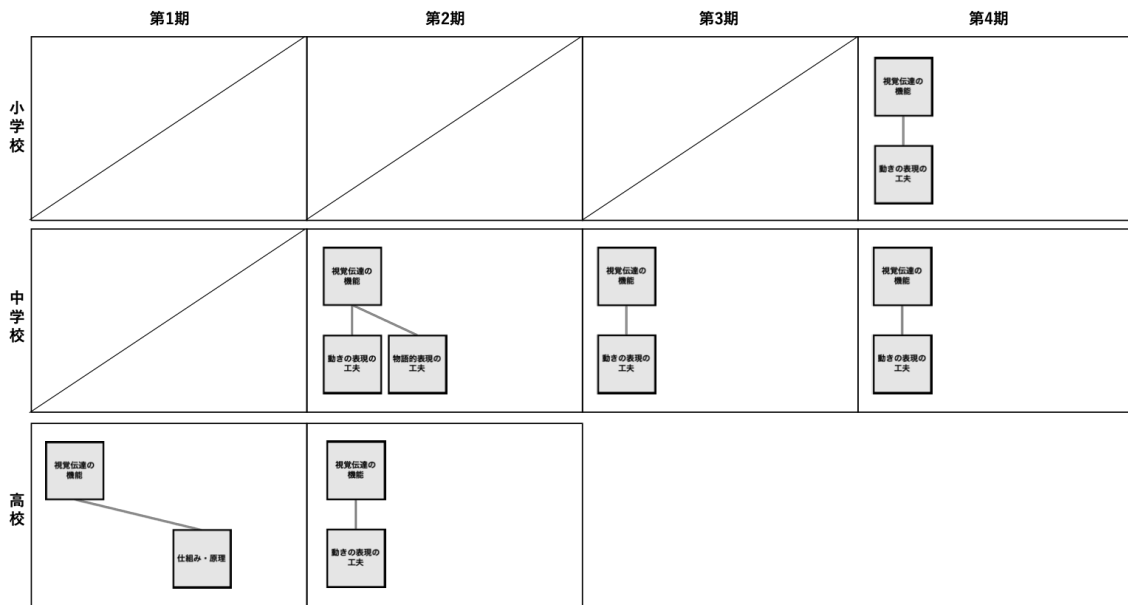 第1期
第2期
第3期
第4期
小学校
視覚伝達の
機能
動きの表現の
工夫
中学校
視覚伝達の
機能
動きの表現の
工夫
物語的表現の
工夫
視覚伝達の
機能
動きの表現の
工夫
視覚伝達の
機能
動きの表現の
工夫
高校
視覚伝達の
機能
仕組み・原理
視覚伝達の
機能
動きの表現の
工夫